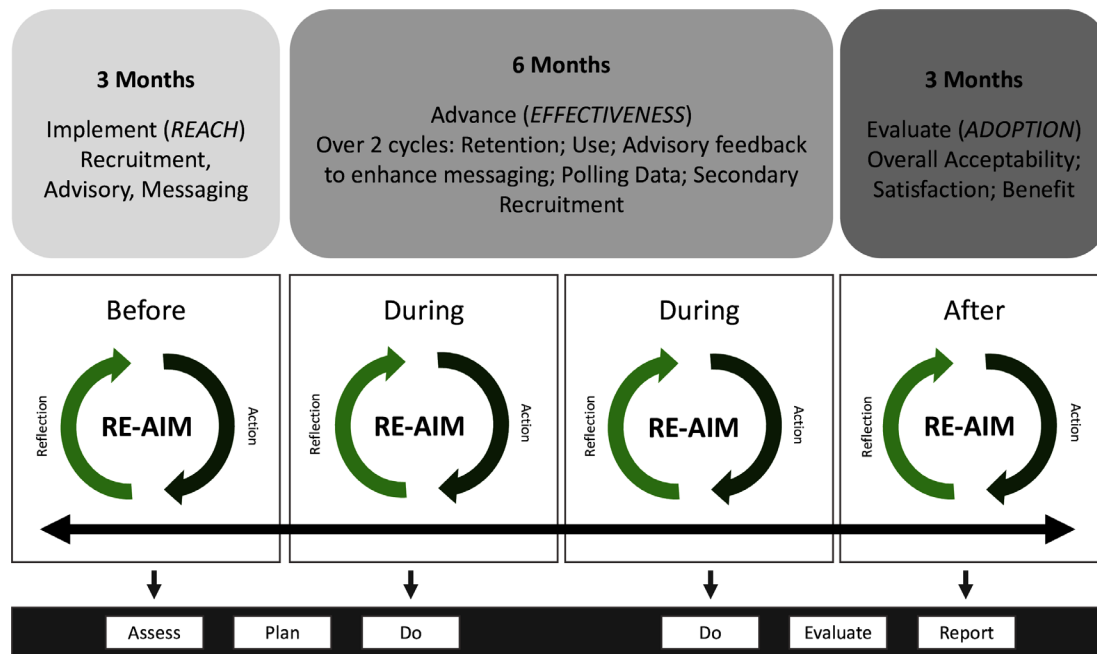 3 Months
Implement (REACH)
Recruitment,
Advisory, Messaging
6 Months
Advance (EFFECTIVENESS)
Over 2 cycles: Retention; Use; Advisory feedback
to enhance messaging; Polling Data; Secondary
Recruitment
3 Months
Evaluate (ADOPTION)
Overall Acceptability;
Satisfaction; Benefit
Before
Reflection
RE-AIM
Action
During
Reflection
RE-AIM
Action
During
Reflection
RE-AIM
Action
After
Reflection
RE-AIM
Action
Assess
Plan
Do
Do
Evaluate
Report